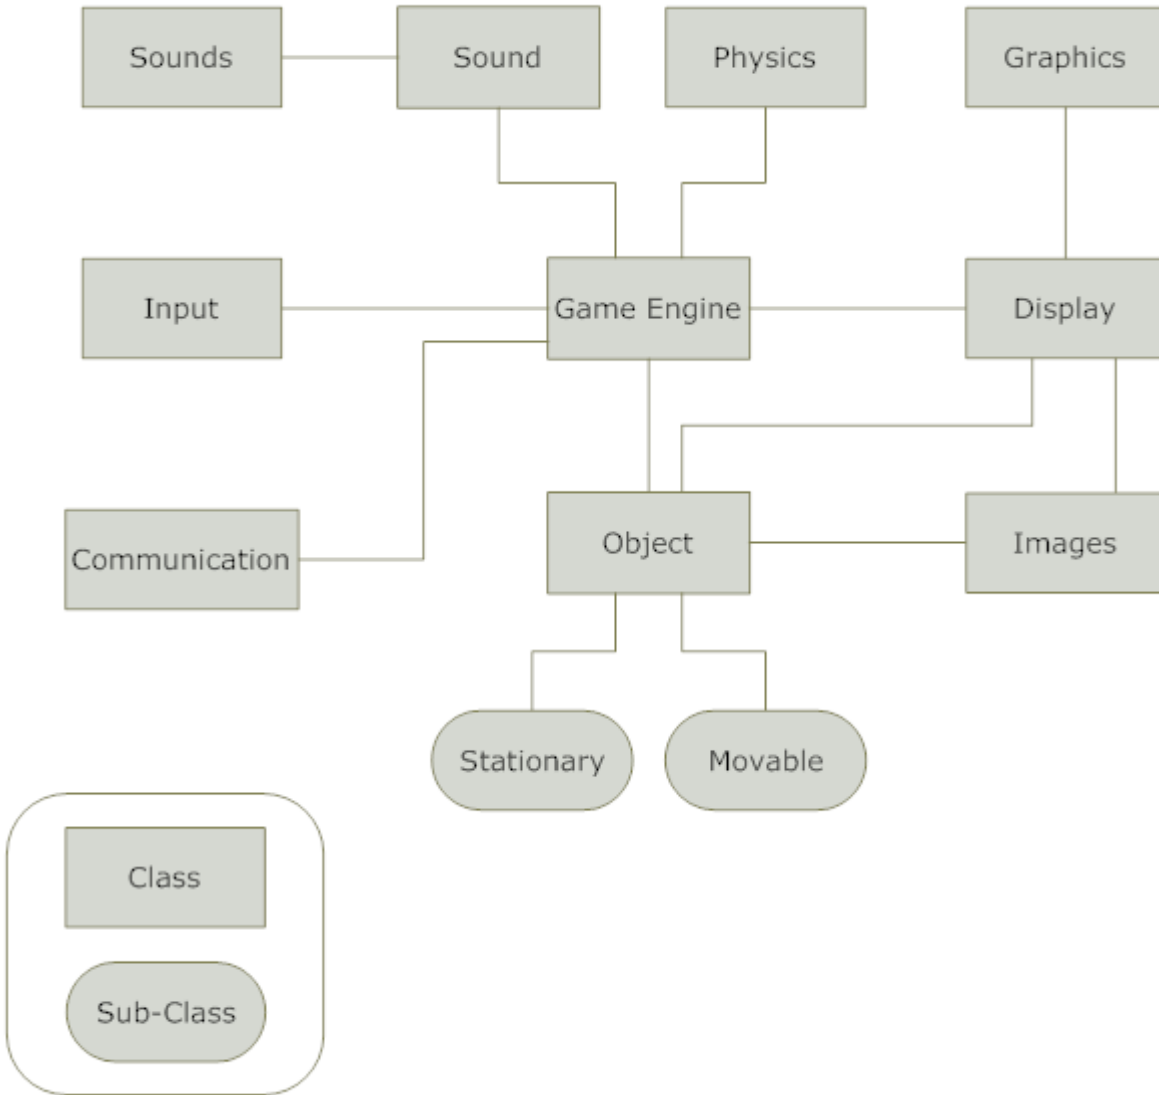 Sounds
Sound
Physics
Graphics
Input
Game Engine
Display
Communication
Object
Images
Stationary
Movable
Class
Sub-Class